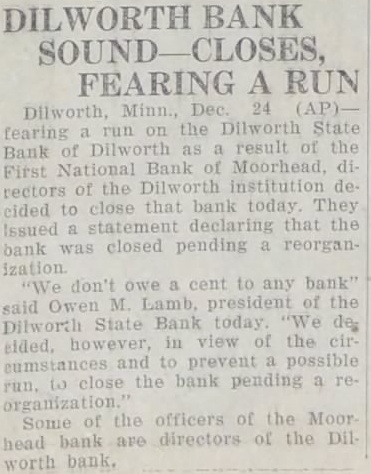 DILWORTH BANK
SOUND—CLOSES,
FEARING A RUN
Dilworth, Minn., Dec. 24 (AP)—
fearing a run on the Dilworth State
Bank of Dilworth as a result of the
First National Bank of Moorhead, di-
rectors of the Dilworth institution de-
cided to close that bank today. They
issued a statement declaring that the
bank was closed pending a reorgan-
ization.
"We don't owe a cent to any bank"
said Owen M. Lamb, president of the
Dilworth State Bank today. "We de-
cided, however, in view of the cir-
cumstances and to prevent a possible
run, to close the bank pending a re-
organization."
Some of the officers of the Moor-
head bank are directors of the Dil-
worth bank.